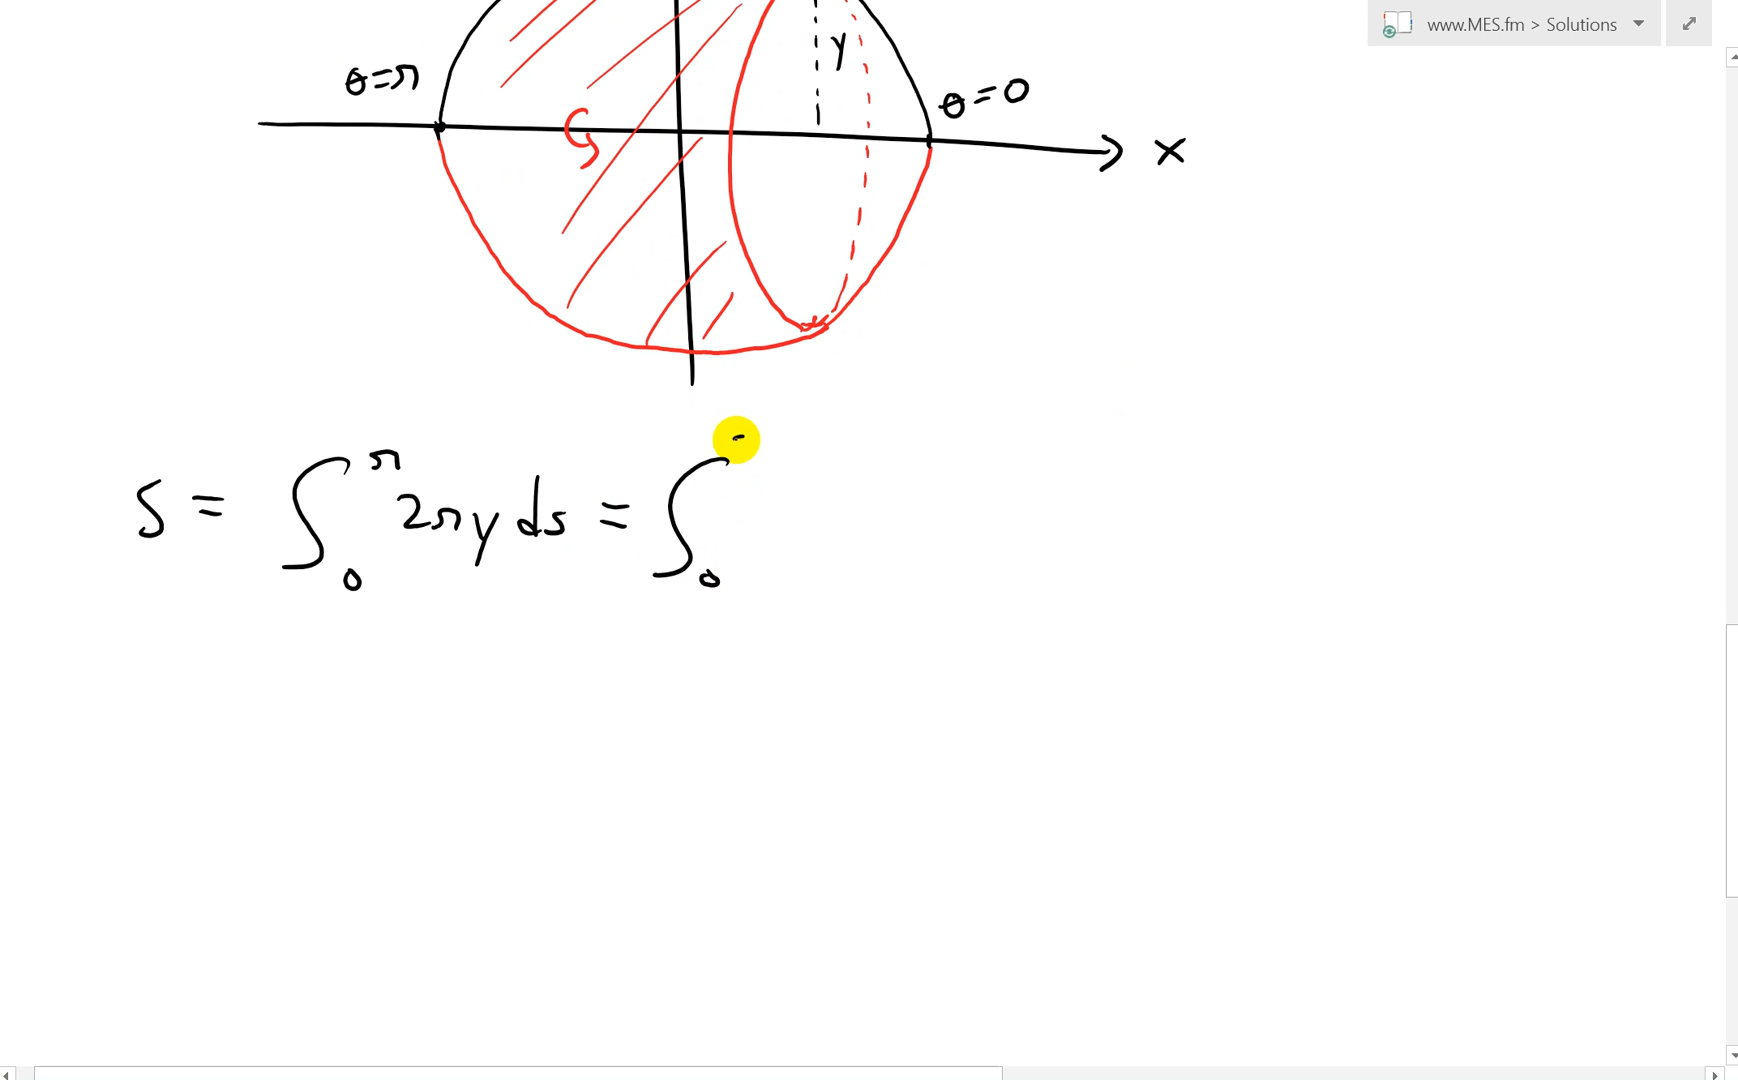 www.MES.fm > Solutions
y
θ=π
θ=0
x
S = ∫₀^π 2πy ds = ∫₀